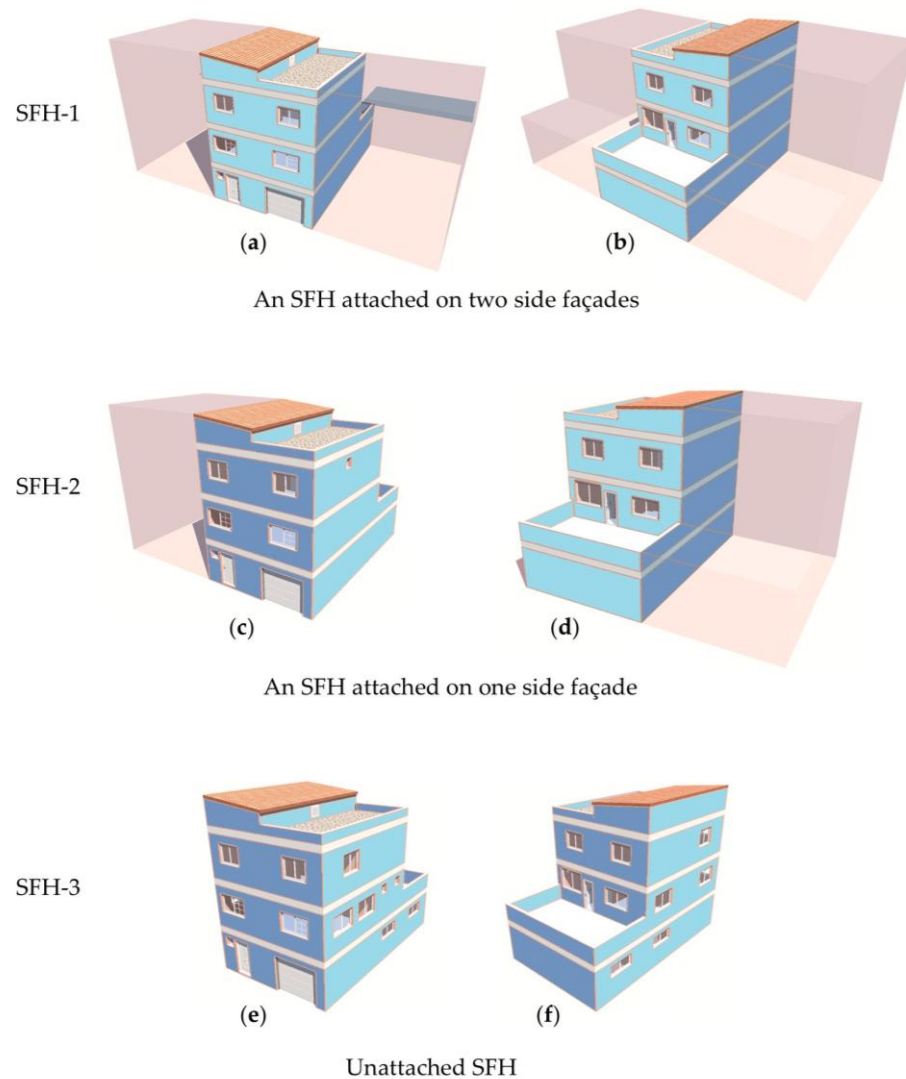 SFH-1
(a) (b)
An SFH attached on two side façades
SFH-2
(c) (d)
An SFH attached on one side façade
SFH-3
(e) (f)
Unattached SFH